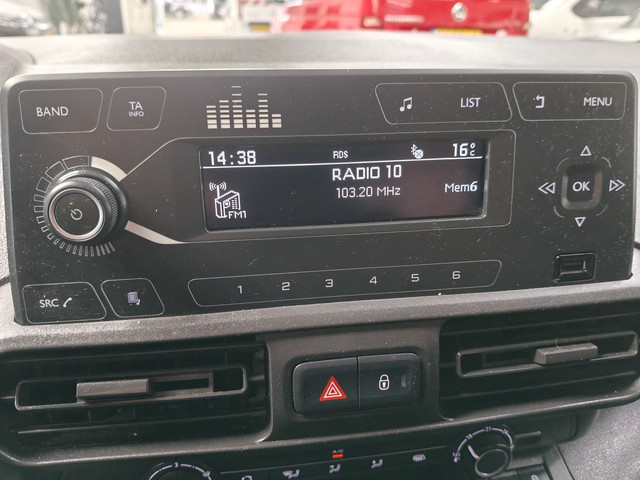 BAND
TA
INFO
LIST
MENU
14:38
RDS
16°C
RADIO 10
103.20 MHz
Mem6
FM1
OK
1 2 3 4 5 6
SRC
A/C